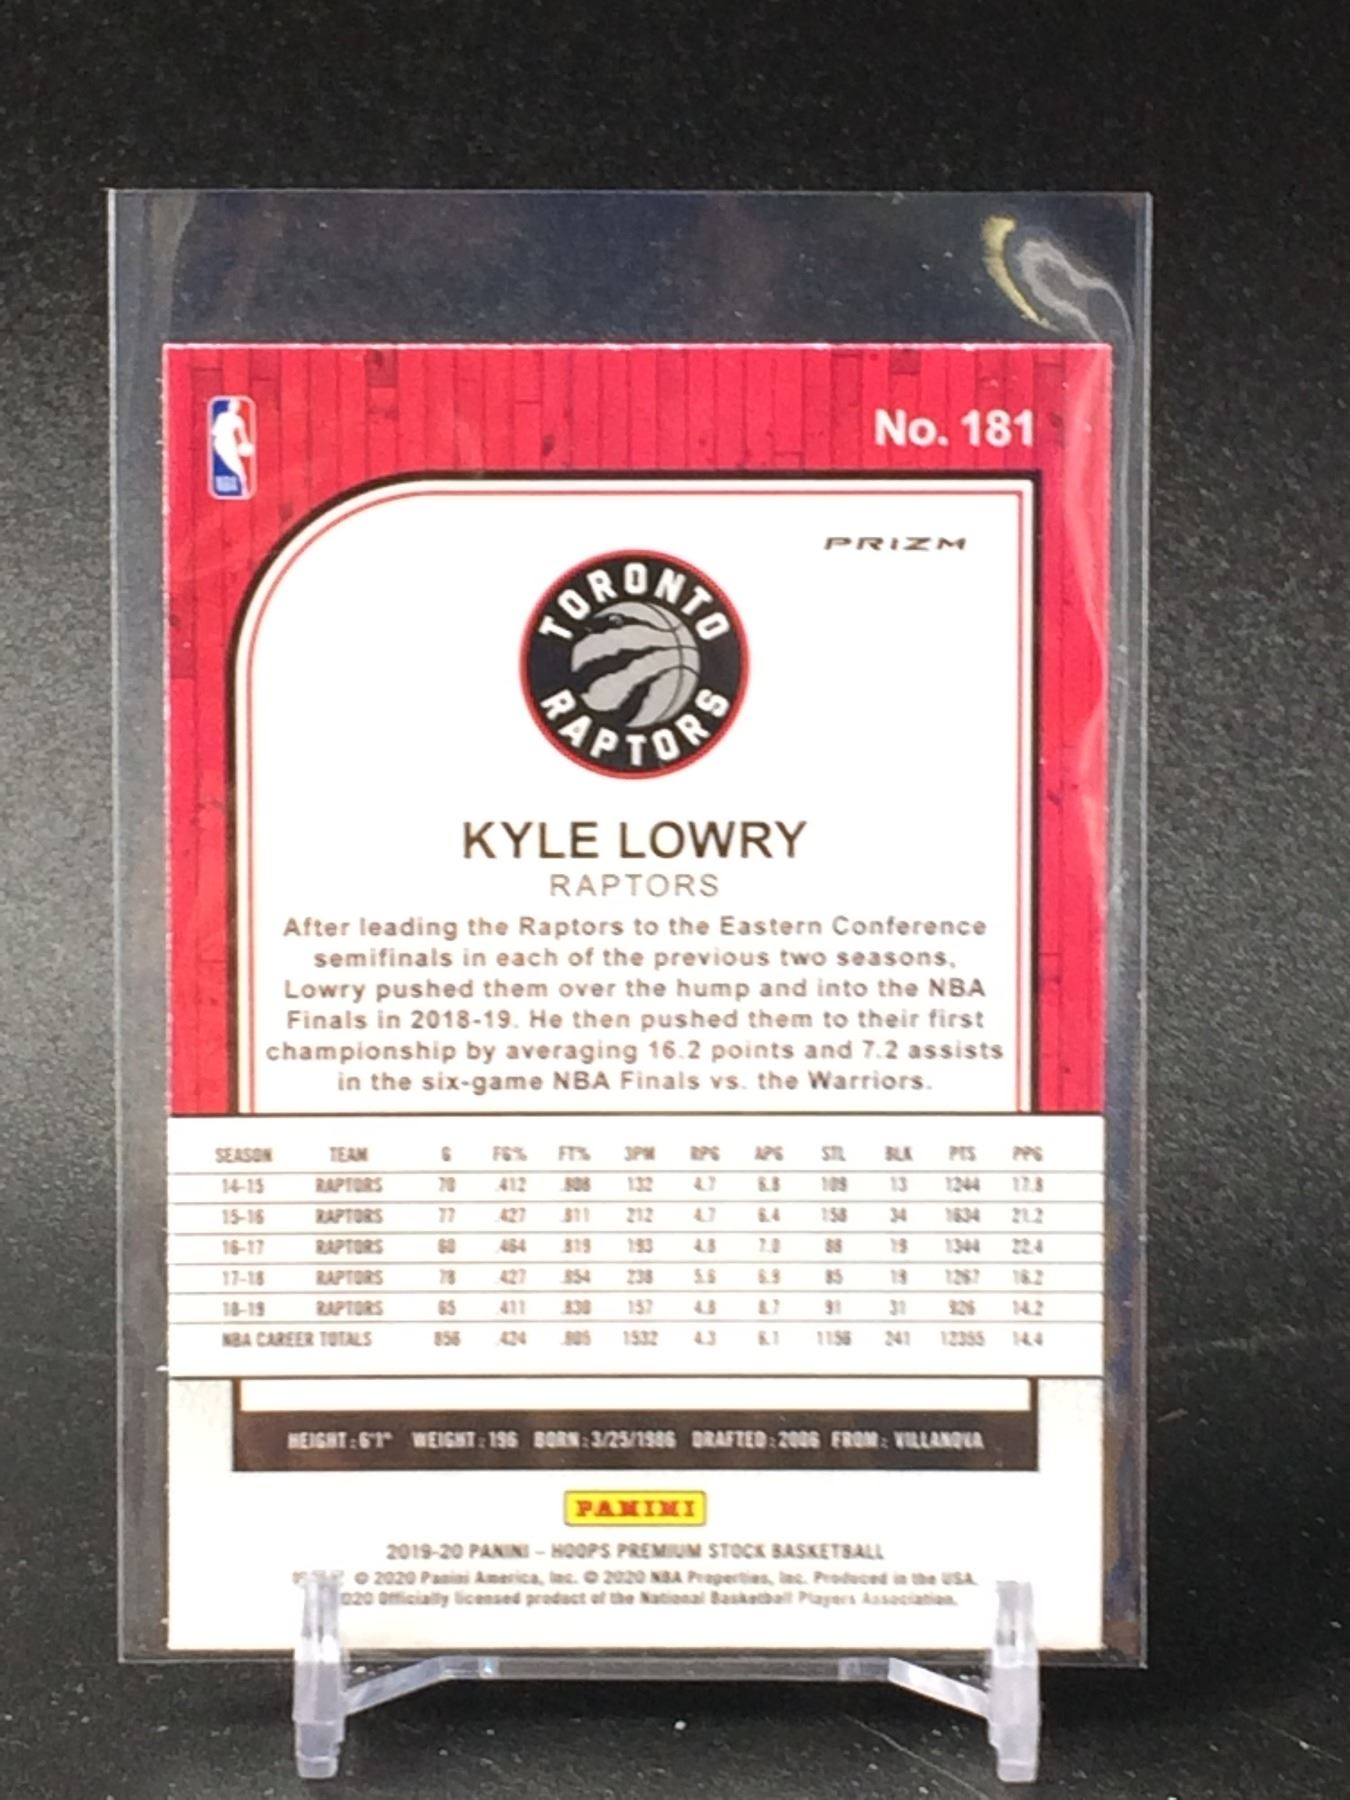 No. 181
NBA
PRIZM
TORONTO
RAPTORS
KYLE LOWRY
RAPTORS
After leading the Raptors to the Eastern Conference
semifinals in each of the previous two seasons,
Lowry pushed them over the hump and into the NBA
Finals in 2018-19. He then pushed them to their first
championship by averaging 16.2 points and 7.2 assists
in the six-game NBA Finals vs. the Warriors.
SEASON TEAM G FG% FT% 3PM RPG APG STL BLK PTS PPG
14-15 RAPTORS 70 .412 .808 132 4.7 6.8 109 13 1244 17.8
15-16 RAPTORS 77 .427 .811 212 4.7 6.4 158 34 1634 21.2
16-17 RAPTORS 60 .464 .819 193 4.8 7.0 88 19 1344 22.4
17-18 RAPTORS 78 .427 .854 238 5.6 6.9 85 19 1267 16.2
18-19 RAPTORS 65 .411 .830 157 4.8 8.7 91 31 926 14.2
NBA CAREER TOTALS 856 .424 .805 1532 4.3 6.1 1156 241 12355 14.4
HEIGHT: 6'1" WEIGHT: 196 BORN: 3/25/1986 DRAFTED: 2006 FROM: VILLANOVA
PANINI
2019-20 PANINI – HOOPS PREMIUM STOCK BASKETBALL
© 2020 Panini America, Inc. © 2020 NBA Properties, Inc. Produced in the USA.
Officially licensed product of the National Basketball Players Association.